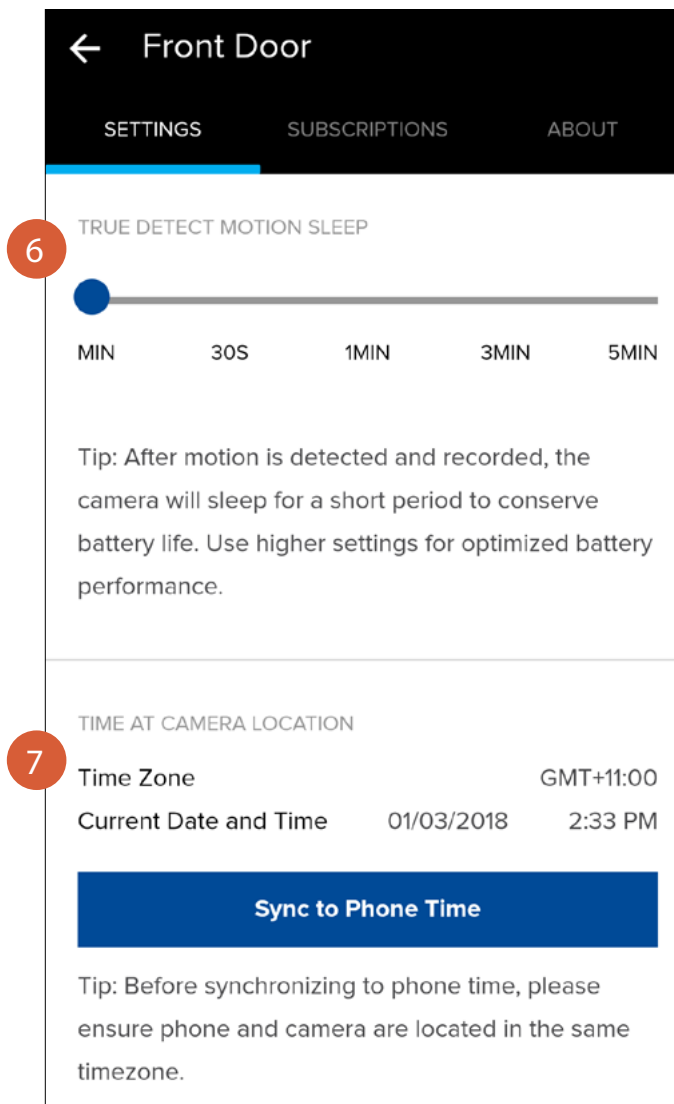 Front Door
SETTINGS SUBSCRIPTIONS ABOUT
6
TRUE DETECT MOTION SLEEP
MIN 30S 1MIN 3MIN 5MIN
Tip: After motion is detected and recorded, the
camera will sleep for a short period to conserve
battery life. Use higher settings for optimized battery
performance.
7
TIME AT CAMERA LOCATION
Time Zone GMT+11:00
Current Date and Time 01/03/2018 2:33 PM
Sync to Phone Time
Tip: Before synchronizing to phone time, please
ensure phone and camera are located in the same
timezone.